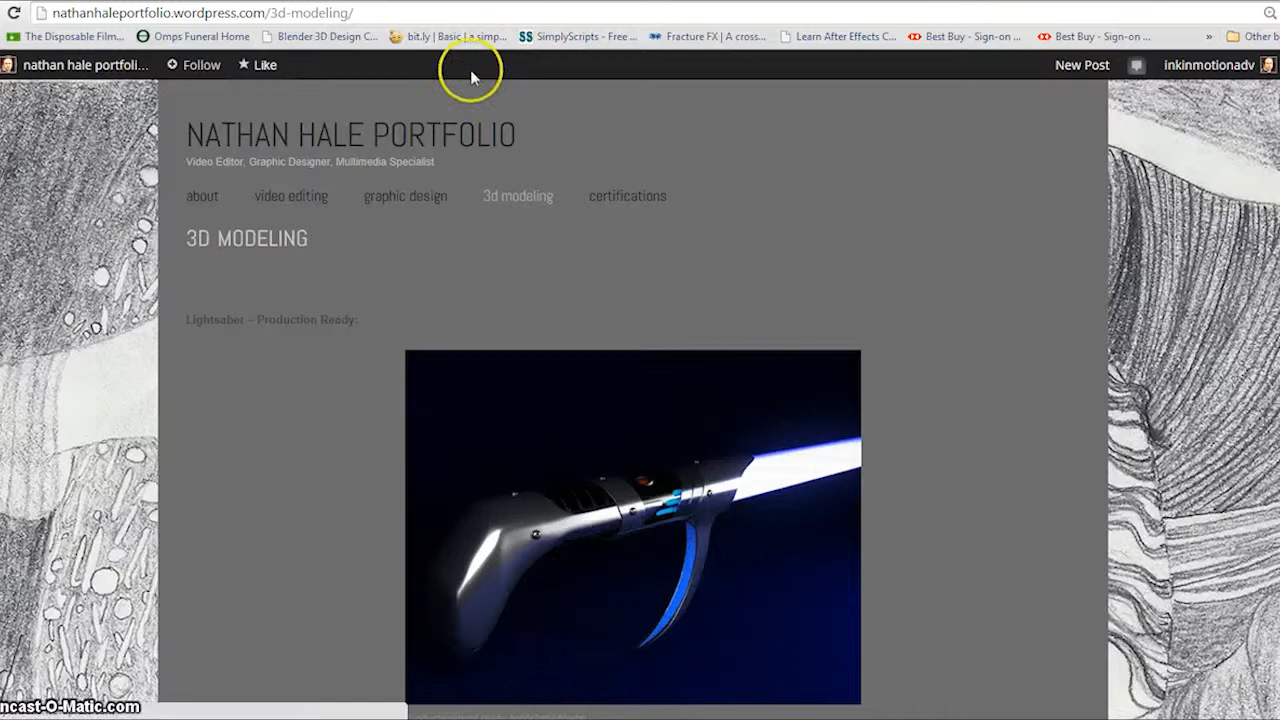 nathanhaleportfolio.wordpress.com/3d-modeling/
The Disposable Film... Omps Funeral Home Blender 3D Design C... bit.ly | Basic | a simp... SimplyScripts - Free ... Fracture FX | A cross... Learn After Effects C... Best Buy - Sign-on ... Best Buy - Sign-on ... » Other b
nathan hale portfoli... Follow Like New Post inkinmotionadv
NATHAN HALE PORTFOLIO
Video Editor, Graphic Designer, Multimedia Specialist
about video editing graphic design 3d modeling certifications
3D MODELING
Lightsaber – Production Ready:
ncast-O-Matic.com